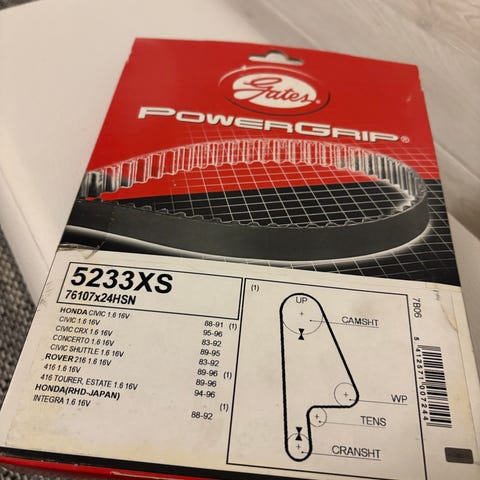 Gates
POWERGRIP®
5233XS
76107x24HSN
HONDA CIVIC 1.6 16V 88-91 (1)
CIVIC 1.6 16V 95-96
CIVIC CRX 1.6 16V 83-92
CONCERTO 1.6 16V 89-95
CIVIC SHUTTLE 1.6 16V 83-92
ROVER 216 1.6 16V 89-96 (1)
416 1.6 16V 89-96
416 TOURER, ESTATE 1.6 16V 94-96
HONDA(RHD-JAPAN) (1)
INTEGRA 1.6 16V 88-92
(1)
UP
CAMSHT
WP
TENS
CRANSHT
7B06
5412571007244